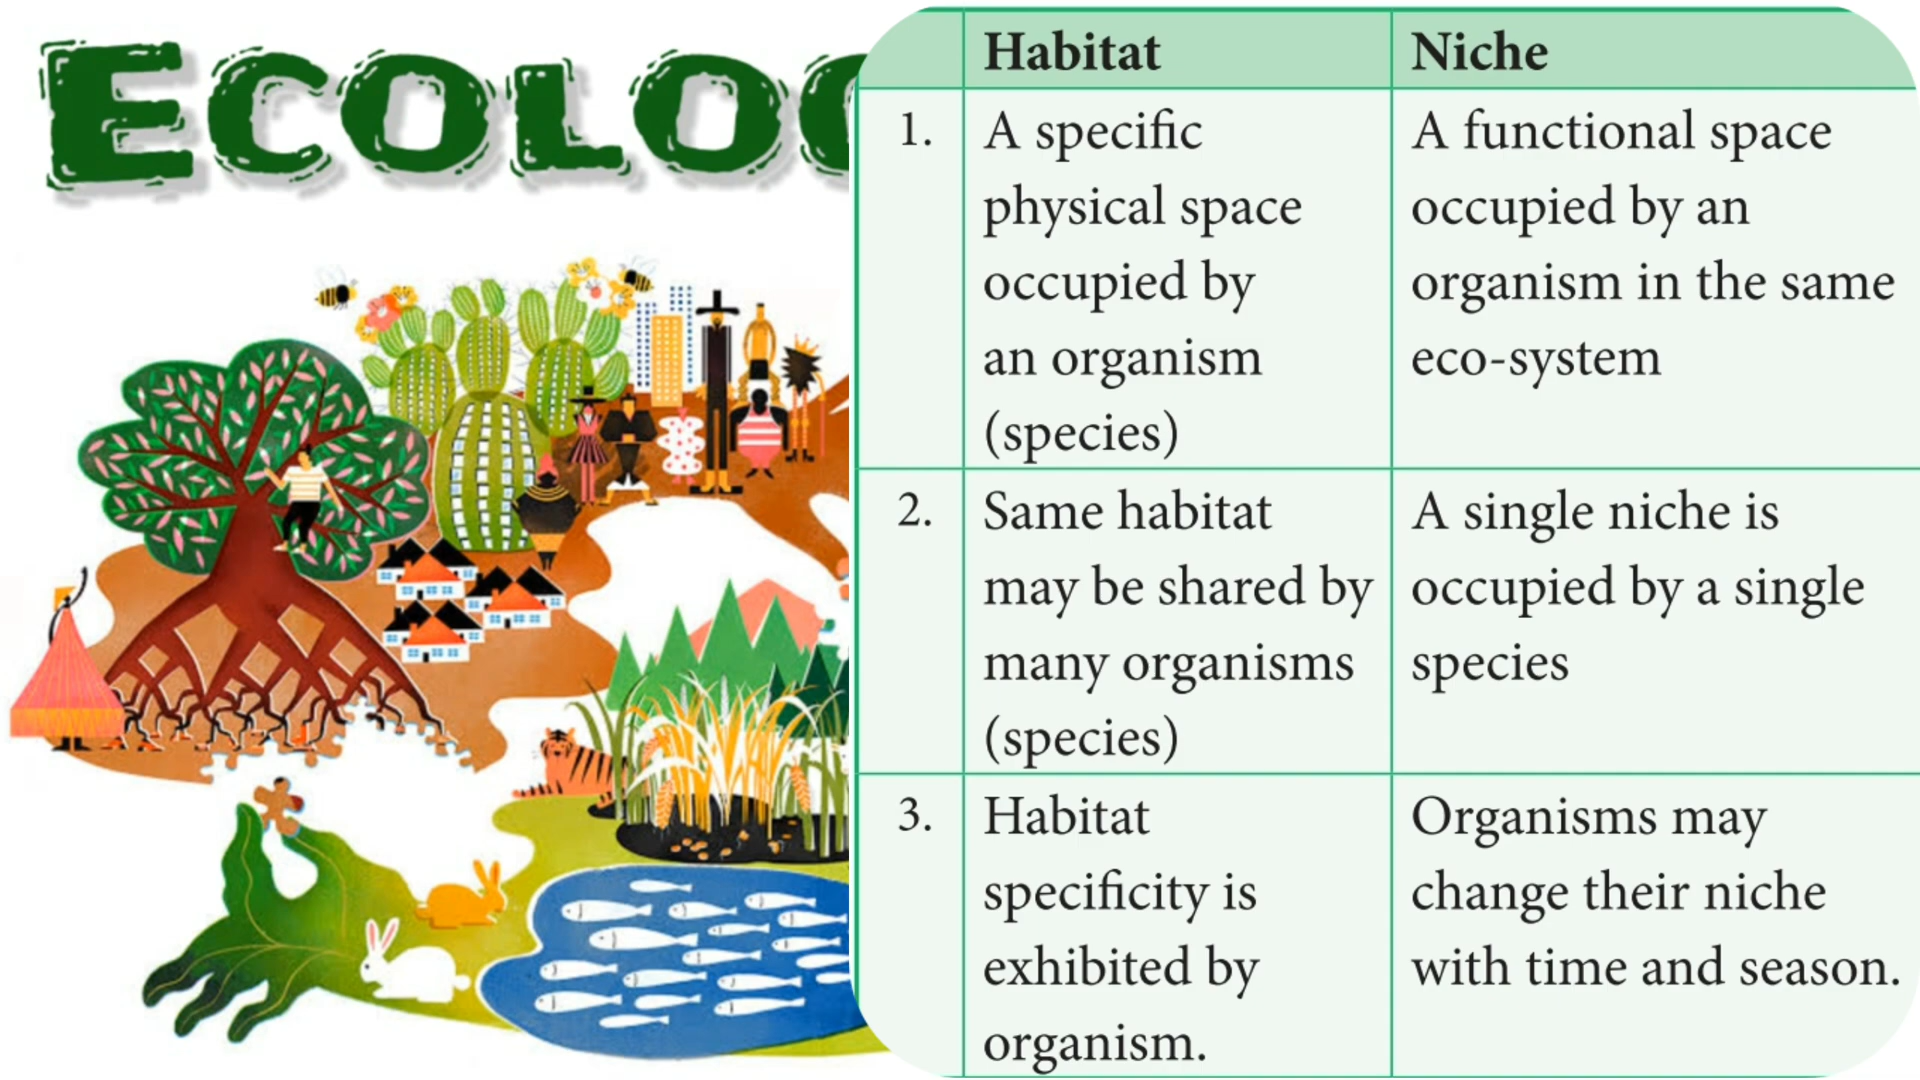 ECOLO
Habitat
Niche
1.
A specific
physical space
occupied by
an organism
(species)
A functional space
occupied by an
organism in the same
eco-system
2.
Same habitat
may be shared by
many organisms
(species)
A single niche is
occupied by a single
species
3.
Habitat
specificity is
exhibited by
organism.
Organisms may
change their niche
with time and season.